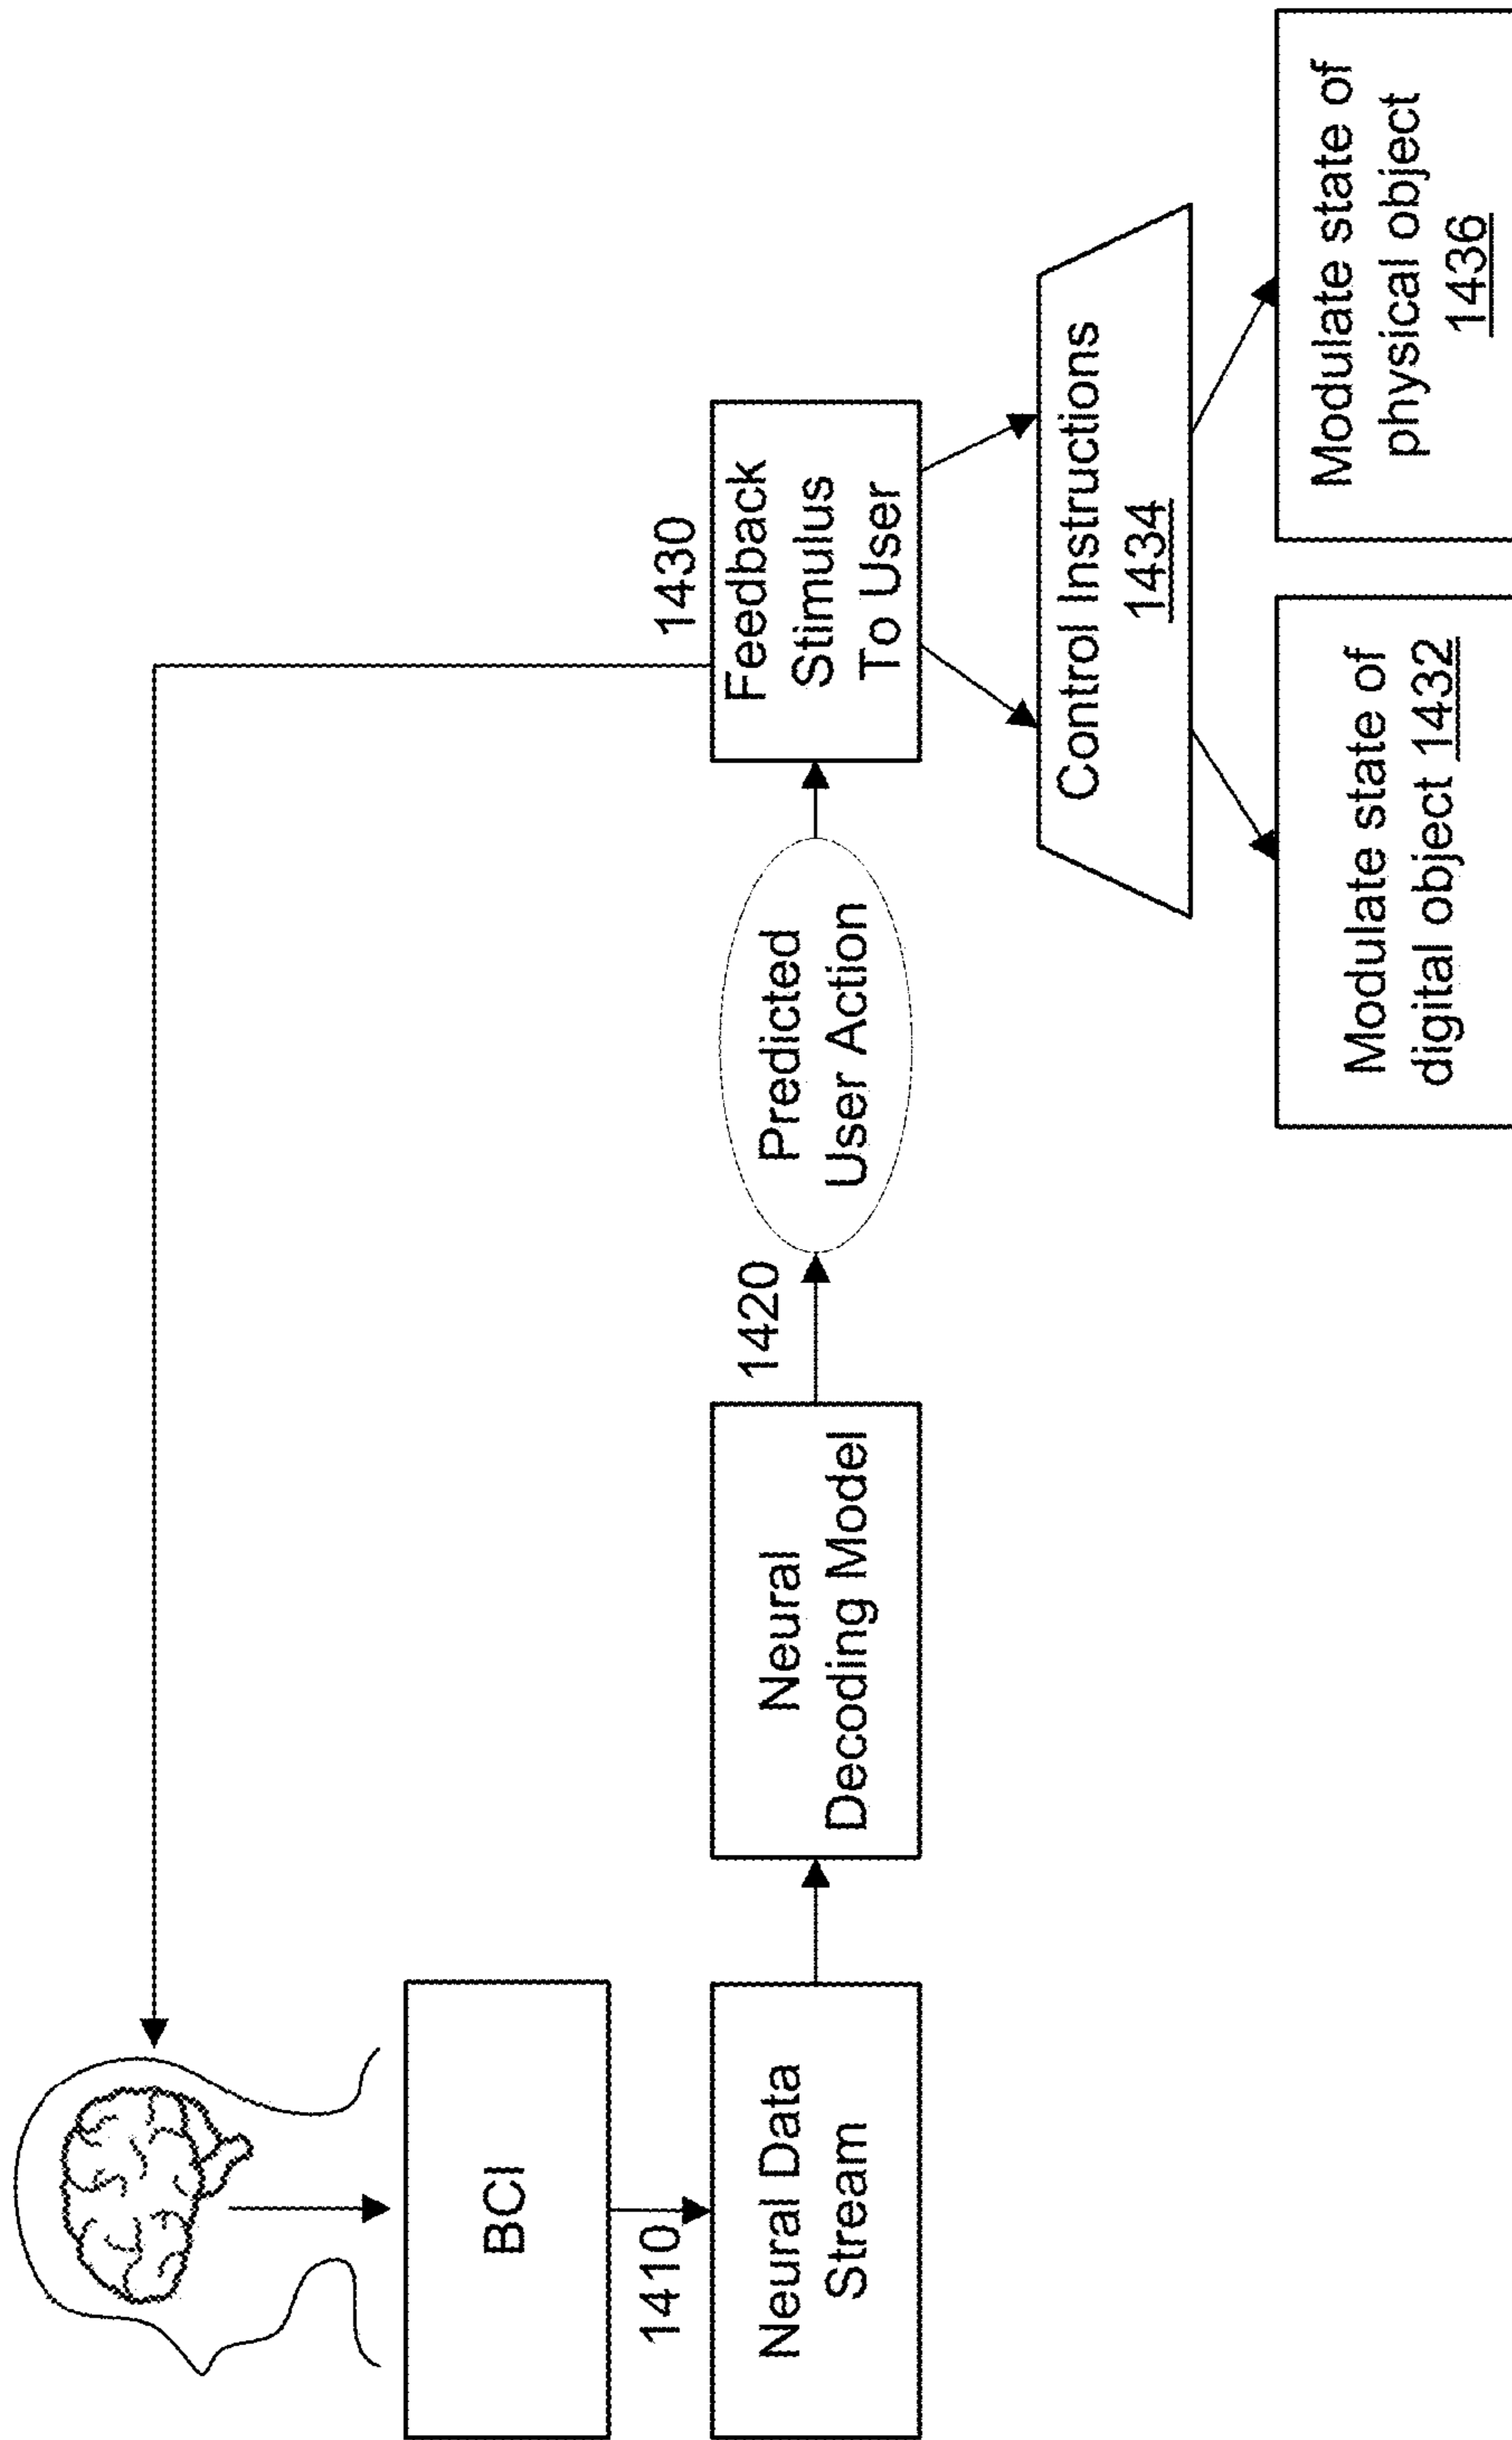 BCI
1410
Neural Data
Stream
Neural
Decoding Model
1420
Predicted
User Action
1430
Feedback
Stimulus
To User
Control Instructions
1434
Modulate state of
digital object 1432
Modulate state of
physical object
1436